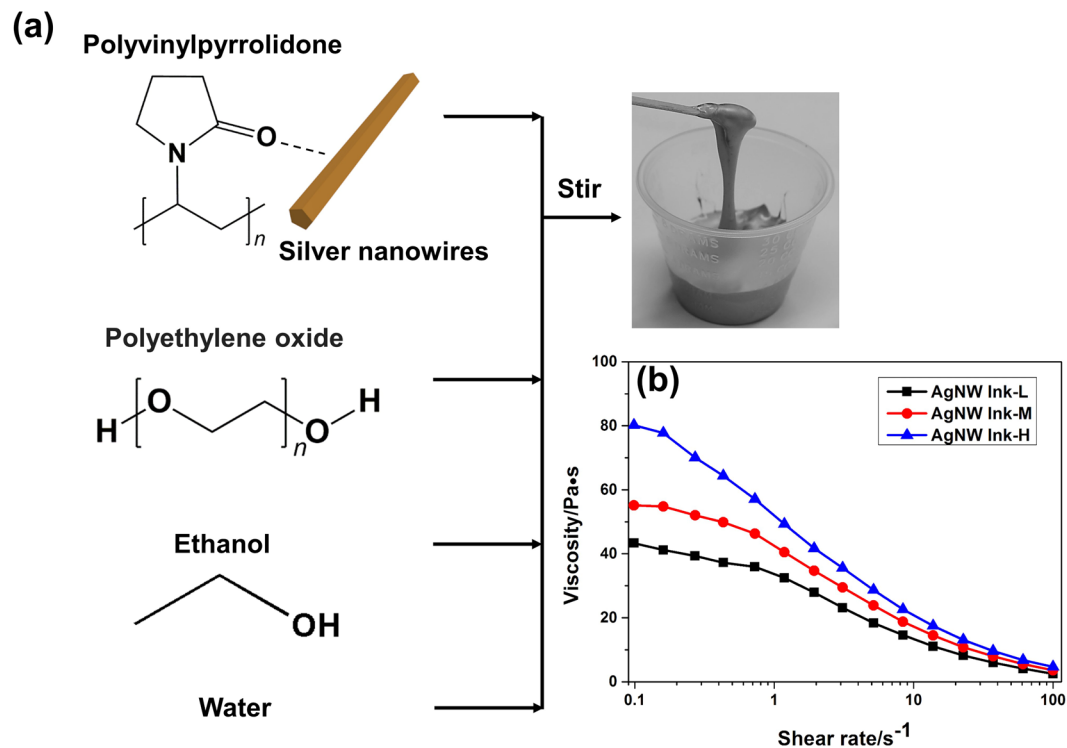 (a)
Polyvinylpyrrolidone
O
N
n
Silver nanowires
Stir
Polyethylene oxide
H
O
n
O
H
Ethanol
OH
Water
(b)
AgNW Ink-L
AgNW Ink-M
AgNW Ink-H
Viscosity/Pa•s
100
80
60
40
20
0
0.1
1
10
100
Shear rate/s⁻¹